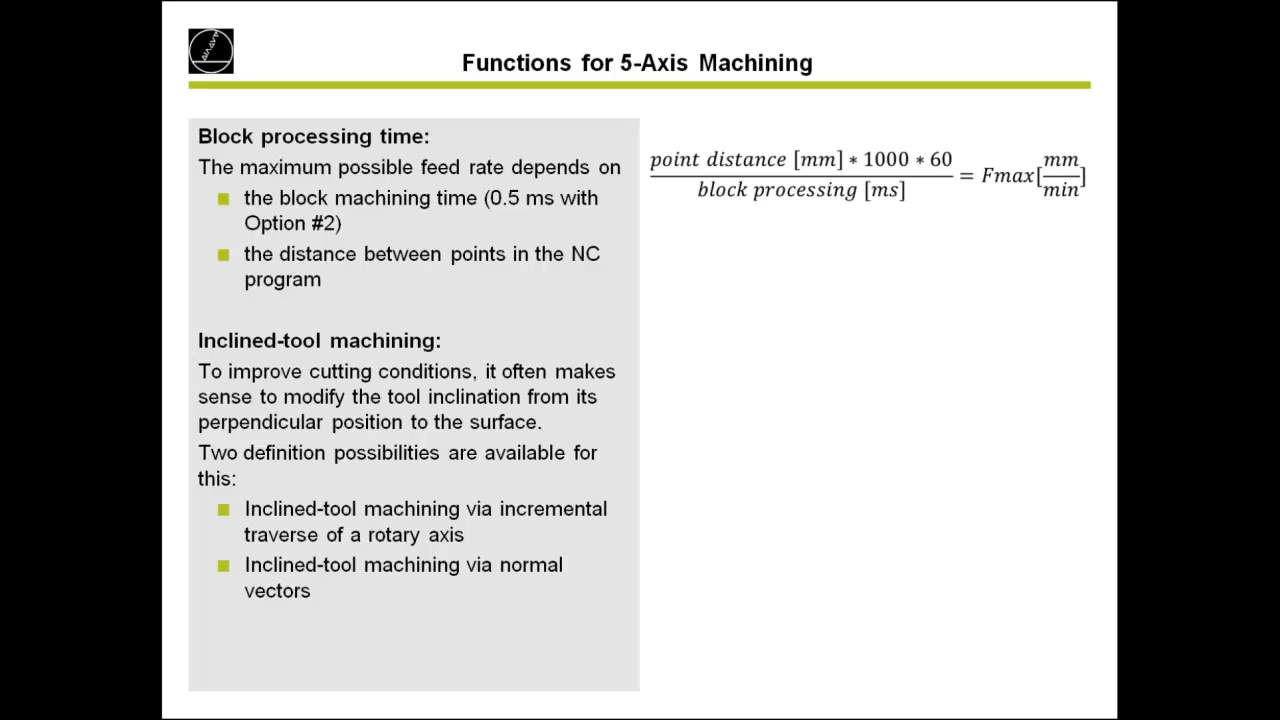 Functions for 5-Axis Machining
Block processing time:
The maximum possible feed rate depends on
■ the block machining time (0.5 ms with
Option #2)
■ the distance between points in the NC
program
Inclined-tool machining:
To improve cutting conditions, it often makes
sense to modify the tool inclination from its
perpendicular position to the surface.
Two definition possibilities are available for
this:
■ Inclined-tool machining via incremental
traverse of a rotary axis
■ Inclined-tool machining via normal
vectors
point distance [mm] * 1000 * 60
block processing [ms]
= Fmax[mm/min]